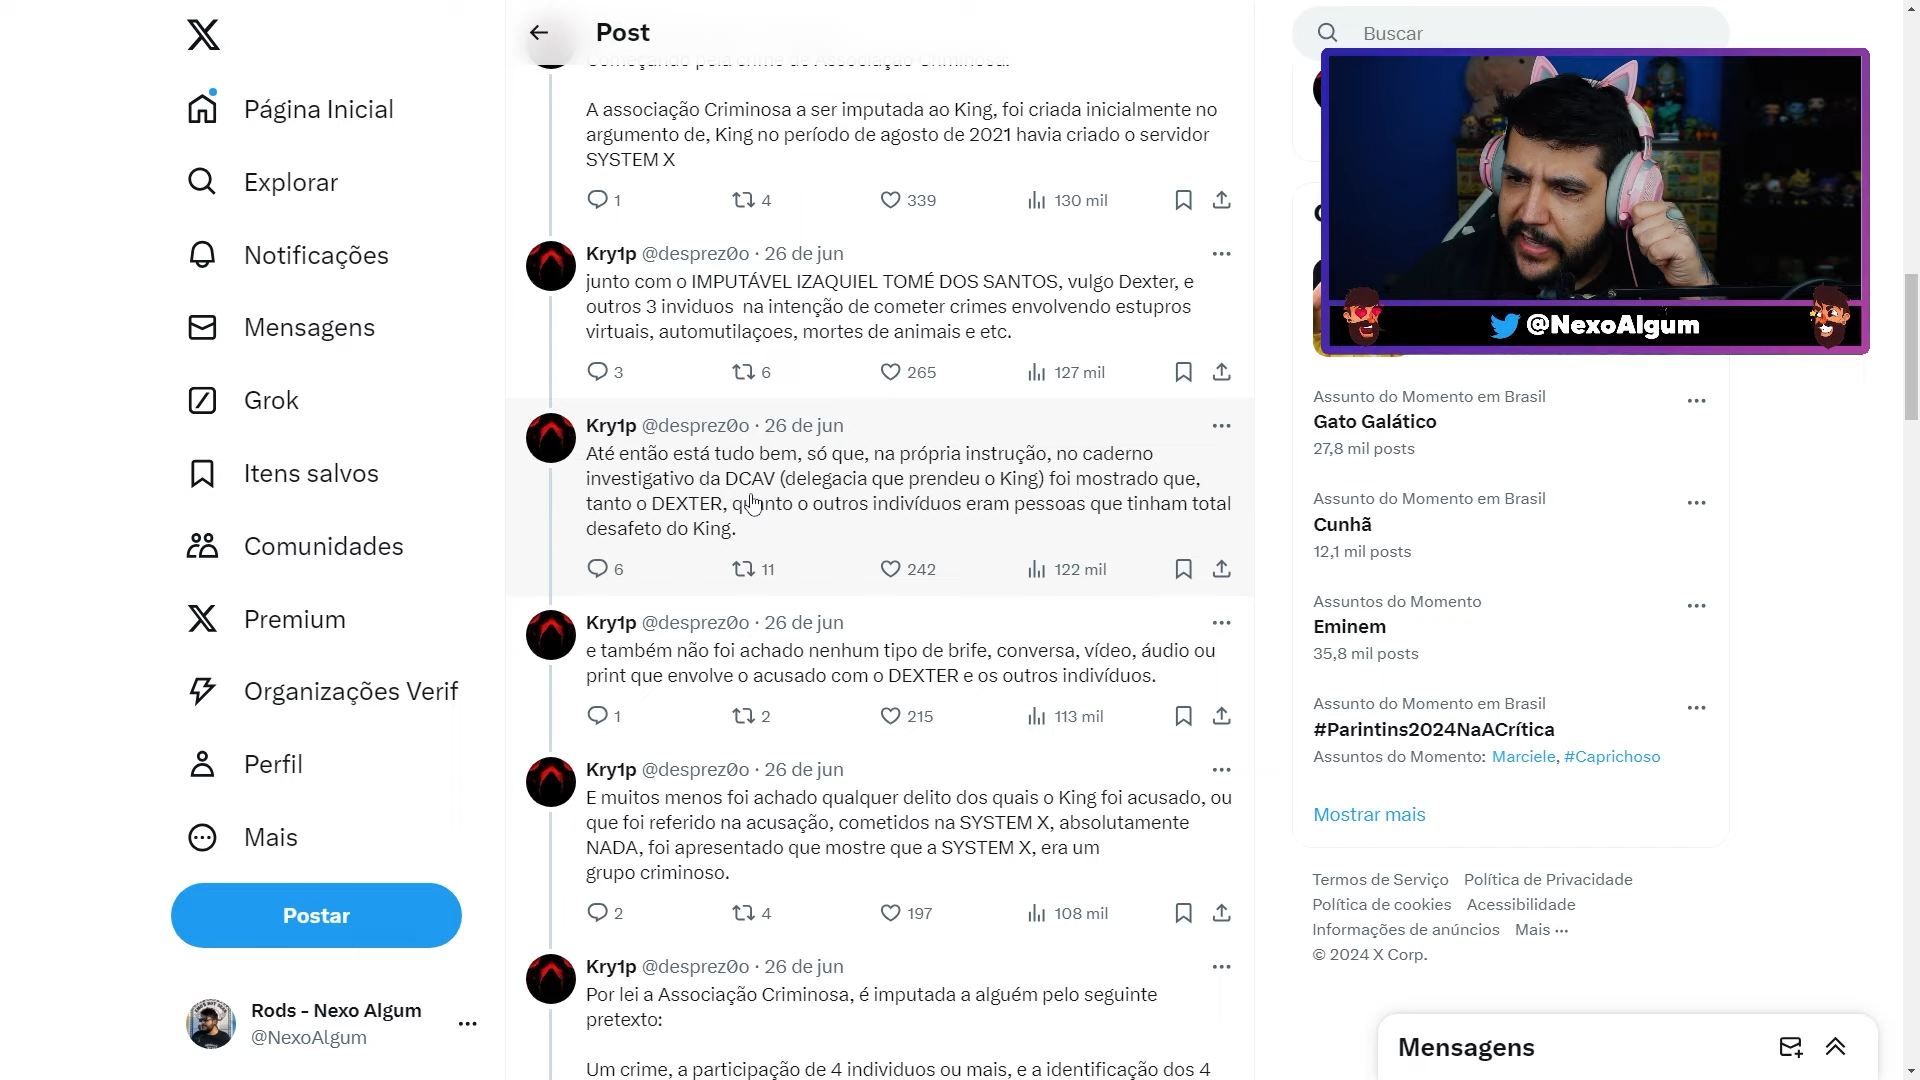 Post
Buscar
Página Inicial
Explorar
Notificações
Mensagens
Grok
Itens salvos
Comunidades
Premium
Organizações Verif
Perfil
Mais
Postar
Rods - Nexo Algum
@NexoAlgum
Começando pela crime de Associação Criminosa.
A associação Criminosa a ser imputada ao King, foi criada inicialmente no
argumento de, King no período de agosto de 2021 havia criado o servidor
SYSTEM X
1 4 339 130 mil
Kry1p @desprez0o · 26 de jun
junto com o IMPUTÁVEL IZAQUIEL TOMÉ DOS SANTOS, vulgo Dexter, e
outros 3 inviduos na intenção de cometer crimes envolvendo estupros
virtuais, automutilaçoes, mortes de animais e etc.
3 6 265 127 mil
Kry1p @desprez0o · 26 de jun
Até então está tudo bem, só que, na própria instrução, no caderno
investigativo da DCAV (delegacia que prendeu o King) foi mostrado que,
tanto o DEXTER, quanto o outros indivíduos eram pessoas que tinham total
desafeto do King.
6 11 242 122 mil
Kry1p @desprez0o · 26 de jun
e também não foi achado nenhum tipo de brife, conversa, vídeo, áudio ou
print que envolve o acusado com o DEXTER e os outros indivíduos.
1 2 215 113 mil
Kry1p @desprez0o · 26 de jun
E muitos menos foi achado qualquer delito dos quais o King foi acusado, ou
que foi referido na acusação, cometidos na SYSTEM X, absolutamente
NADA, foi apresentado que mostre que a SYSTEM X, era um
grupo criminoso.
2 4 197 108 mil
Kry1p @desprez0o · 26 de jun
Por lei a Associação Criminosa, é imputada a alguém pelo seguinte
pretexto:
Um crime, a participação de 4 individuos ou mais, e a identificação dos 4
@NexoAlgum
Assunto do Momento em Brasil
Gato Galático
27,8 mil posts
Assunto do Momento em Brasil
Cunhã
12,1 mil posts
Assuntos do Momento
Eminem
35,8 mil posts
Assunto do Momento em Brasil
#Parintins2024NaACrítica
Assuntos do Momento: Marciele, #Caprichoso
Mostrar mais
Termos de Serviço Política de Privacidade
Política de cookies Acessibilidade
Informações de anúncios Mais ···
© 2024 X Corp.
Mensagens